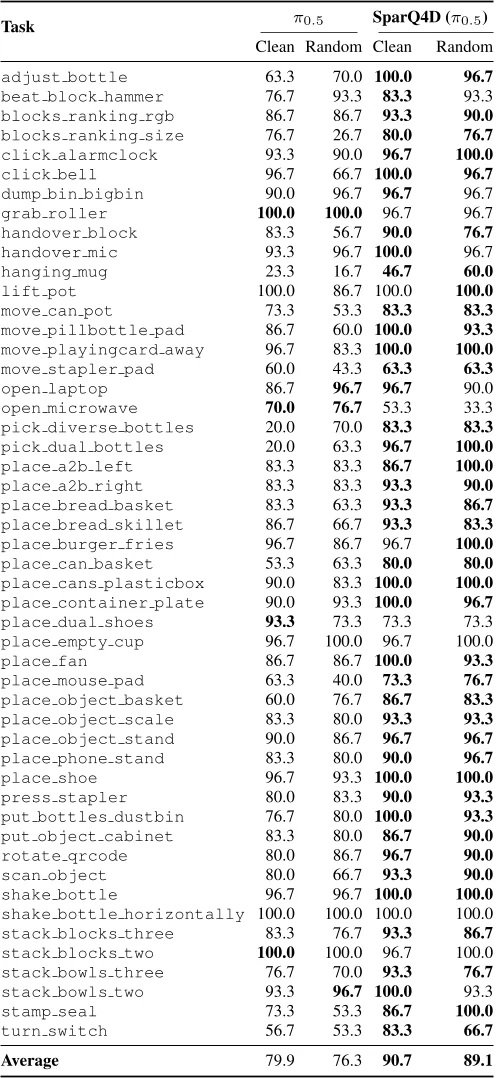 Task π0.5 SparQ4D (π0.5)
Clean Random Clean Random
adjust_bottle 63.3 70.0 100.0 96.7
beat_block_hammer 76.7 93.3 83.3 93.3
blocks_ranking_rgb 86.7 86.7 93.3 90.0
blocks_ranking_size 76.7 26.7 80.0 76.7
click_alarmclock 93.3 90.0 96.7 100.0
click_bell 96.7 66.7 100.0 96.7
dump_bin_bigbin 90.0 96.7 96.7 96.7
grab_roller 100.0 100.0 96.7 96.7
handover_block 83.3 56.7 90.0 76.7
handover_mic 93.3 96.7 100.0 96.7
hanging_mug 23.3 16.7 46.7 60.0
lift_pot 100.0 86.7 100.0 100.0
move_can_pot 73.3 53.3 83.3 83.3
move_pillbottle_pad 86.7 60.0 100.0 93.3
move_playingcard_away 96.7 83.3 100.0 100.0
move_stapler_pad 60.0 43.3 63.3 63.3
open_laptop 86.7 96.7 96.7 90.0
open_microwave 70.0 76.7 53.3 33.3
pick_diverse_bottles 20.0 70.0 83.3 83.3
pick_dual_bottles 20.0 63.3 96.7 100.0
place_a2b_left 83.3 83.3 86.7 100.0
place_a2b_right 83.3 83.3 93.3 90.0
place_bread_basket 83.3 63.3 93.3 86.7
place_bread_skillet 86.7 66.7 93.3 83.3
place_burger_fries 96.7 86.7 96.7 100.0
place_can_basket 53.3 63.3 80.0 80.0
place_cans_plasticbox 90.0 83.3 100.0 100.0
place_container_plate 90.0 93.3 100.0 96.7
place_dual_shoes 93.3 73.3 73.3 73.3
place_empty_cup 96.7 100.0 96.7 100.0
place_fan 86.7 86.7 100.0 93.3
place_mouse_pad 63.3 40.0 73.3 76.7
place_object_basket 60.0 76.7 86.7 83.3
place_object_scale 83.3 80.0 93.3 93.3
place_object_stand 90.0 86.7 96.7 96.7
place_phone_stand 83.3 80.0 90.0 96.7
place_shoe 96.7 93.3 100.0 100.0
press_stapler 80.0 83.3 90.0 93.3
put_bottles_dustbin 76.7 80.0 100.0 93.3
put_object_cabinet 83.3 80.0 86.7 90.0
rotate_qrcode 80.0 86.7 96.7 90.0
scan_object 80.0 66.7 93.3 90.0
shake_bottle 96.7 96.7 100.0 100.0
shake_bottle_horizontally 100.0 100.0 100.0 100.0
stack_blocks_three 83.3 76.7 93.3 86.7
stack_blocks_two 100.0 100.0 96.7 100.0
stack_bowls_three 76.7 70.0 93.3 76.7
stack_bowls_two 93.3 96.7 100.0 93.3
stamp_seal 73.3 53.3 86.7 100.0
turn_switch 56.7 53.3 83.3 66.7
Average 79.9 76.3 90.7 89.1